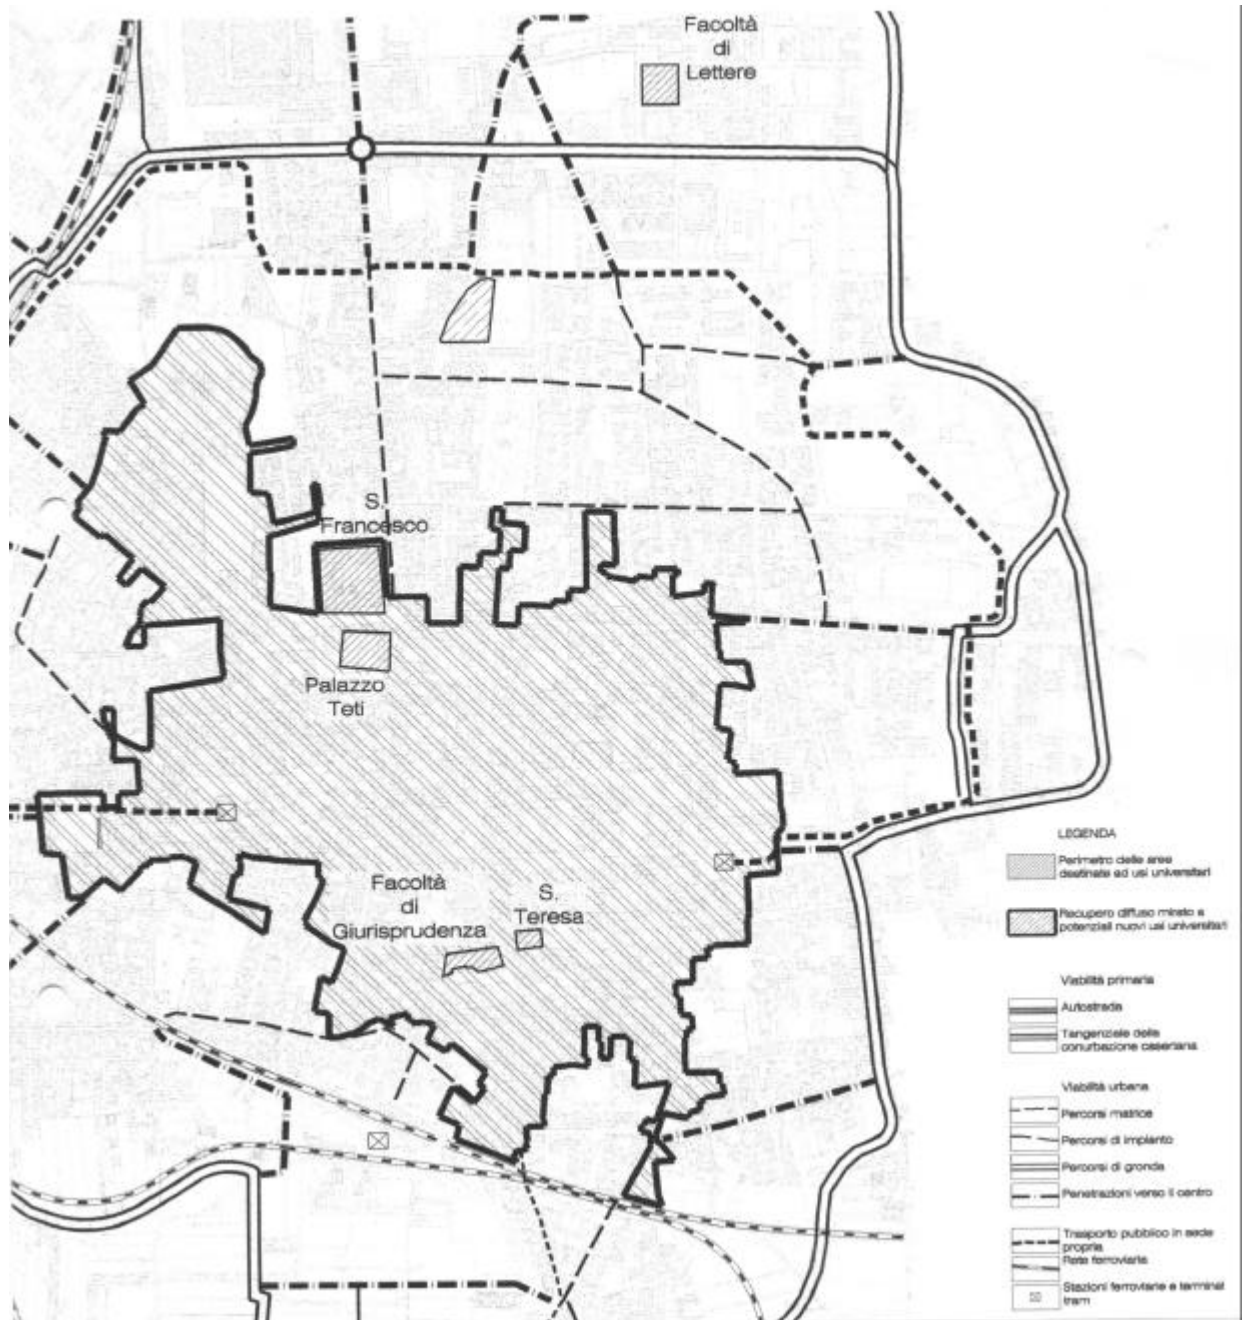 Facoltà
di
Lettere
S.
Francesco
Palazzo
Teti
Facoltà
di
Giurisprudenza
S.
Teresa
LEGENDA
Perimetro delle aree
destinate ad usi universitari
Recupero diffuso mirato a
potenziali nuovi usi universitari
Viabilità primaria
Autostrada
Tangenziale della
conurbazione casertana
Viabilità urbana
Percorsi matrice
Percorsi di impianto
Percorsi di gronda
Penetrazioni verso il centro
Trasporto pubblico in sede
propria
Rete ferroviaria
Stazioni ferroviarie e terminal
tram